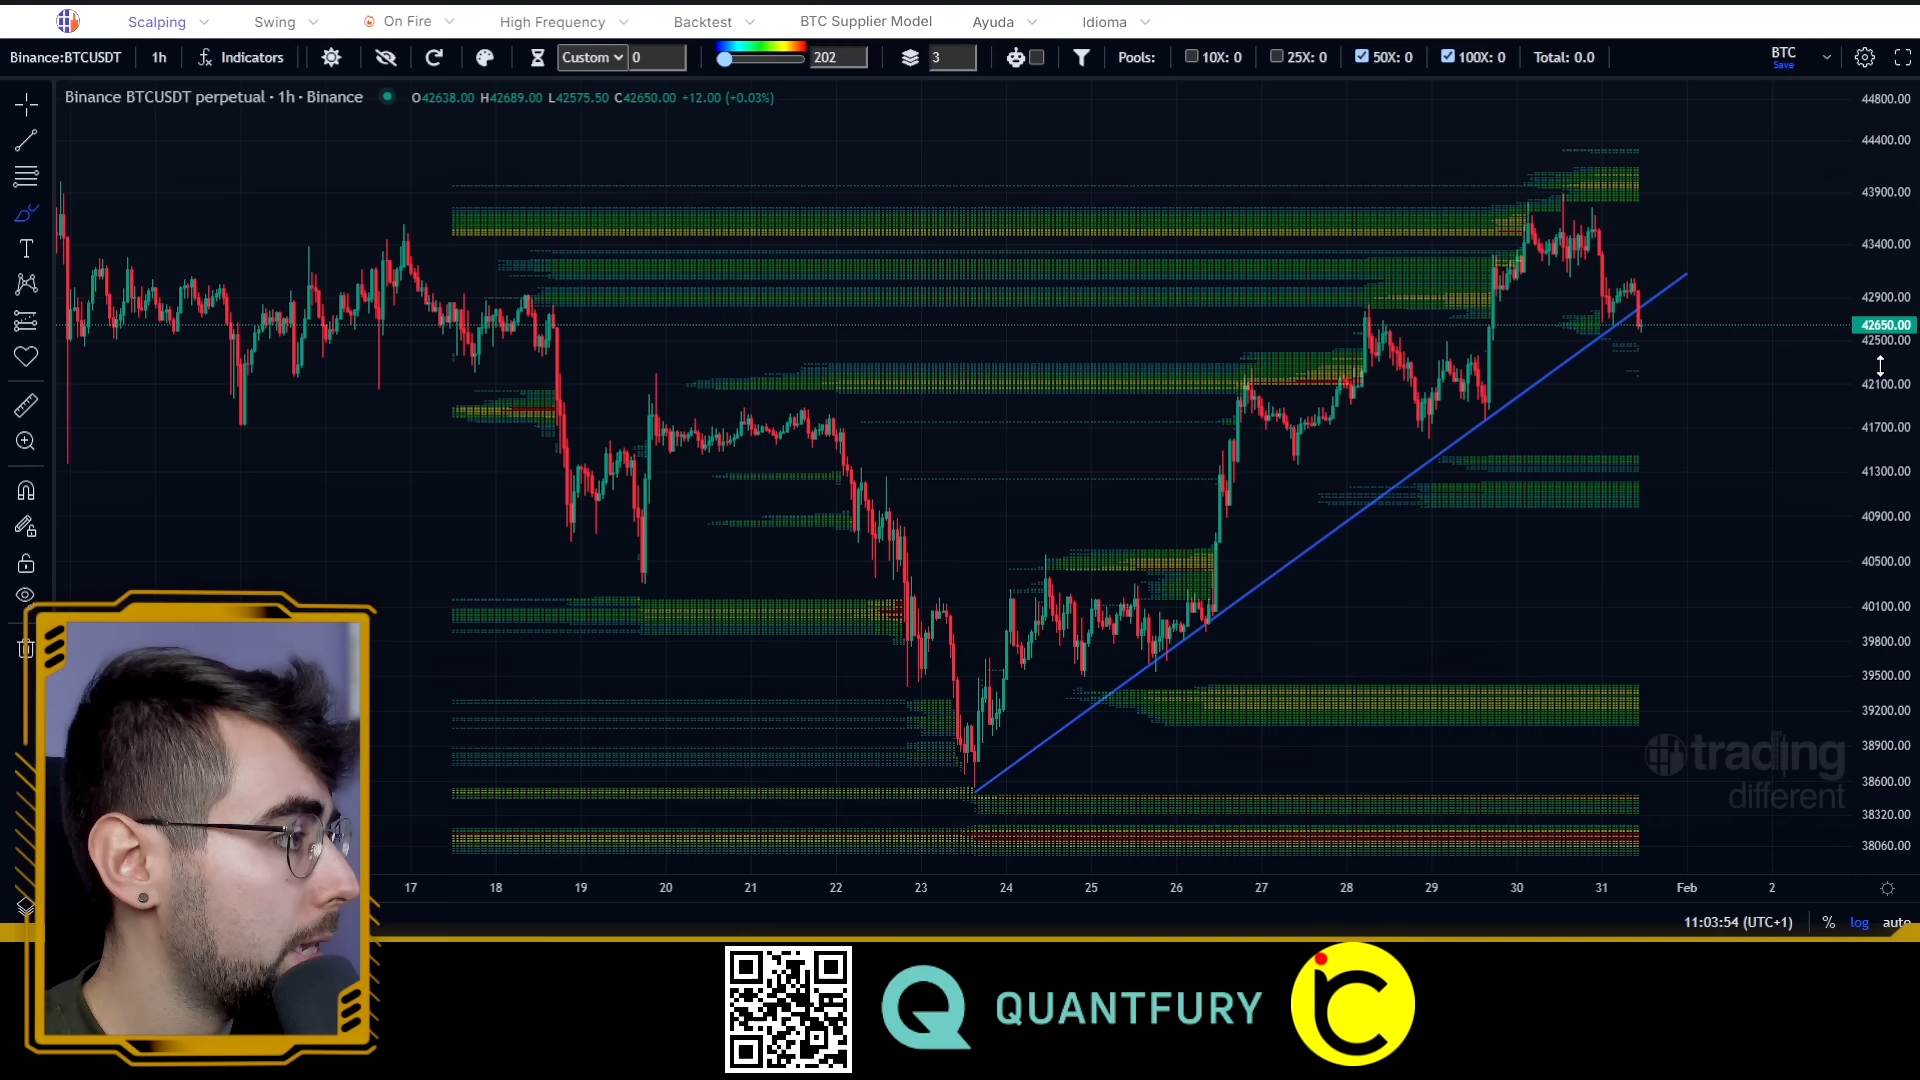 Scalping Swing On Fire High Frequency Backtest BTC Supplier Model Ayuda Idioma
Binance:BTCUSDT 1h Indicators Custom 0 202 3 Pools: 10X: 0 25X: 0 50X: 0 100X: 0 Total: 0.0 BTC
Save
Binance BTCUSDT perpetual · 1h · Binance O42638.00 H42689.00 L42575.50 C42650.00 +12.00 (+0.03%)
44800.00
44400.00
43900.00
43400.00
42900.00
42650.00
42500.00
42100.00
41700.00
41300.00
40900.00
40500.00
40100.00
39800.00
39500.00
39200.00
38900.00
38600.00
38320.00
38060.00
trading
different
17 18 19 20 21 22 23 24 25 26 27 28 29 30 31 Feb 2
11:03:54 (UTC+1) % log auto
QUANTFURY